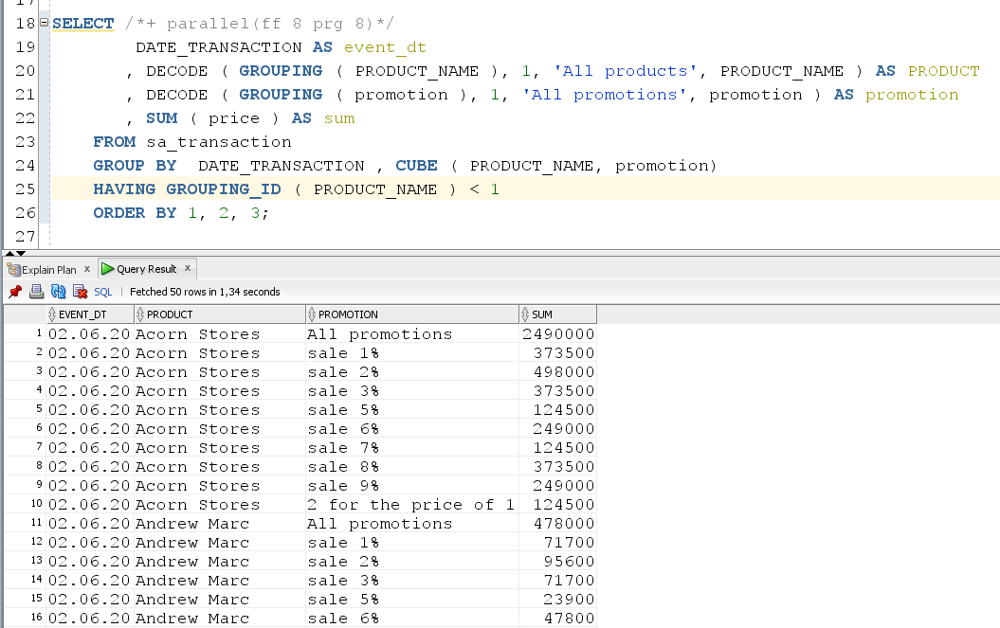 17
18 SELECT /*+ parallel(ff 8 prg 8)*/
19 DATE_TRANSACTION AS event_dt
20 , DECODE ( GROUPING ( PRODUCT_NAME ), 1, 'All products', PRODUCT_NAME ) AS PRODUCT
21 , DECODE ( GROUPING ( promotion ), 1, 'All promotions', promotion ) AS promotion
22 , SUM ( price ) AS sum
23 FROM sa_transaction
24 GROUP BY DATE_TRANSACTION , CUBE ( PRODUCT_NAME, promotion)
25 HAVING GROUPING_ID ( PRODUCT_NAME ) < 1
26 ORDER BY 1, 2, 3;
27
Explain Plan x Query Result x
SQL | Fetched 50 rows in 1,34 seconds
EVENT_DT PRODUCT PROMOTION SUM
1 02.06.20 Acorn Stores All promotions 2490000
2 02.06.20 Acorn Stores sale 1% 373500
3 02.06.20 Acorn Stores sale 2% 498000
4 02.06.20 Acorn Stores sale 3% 373500
5 02.06.20 Acorn Stores sale 5% 124500
6 02.06.20 Acorn Stores sale 6% 249000
7 02.06.20 Acorn Stores sale 7% 124500
8 02.06.20 Acorn Stores sale 8% 373500
9 02.06.20 Acorn Stores sale 9% 249000
10 02.06.20 Acorn Stores 2 for the price of 1 124500
11 02.06.20 Andrew Marc All promotions 478000
12 02.06.20 Andrew Marc sale 1% 71700
13 02.06.20 Andrew Marc sale 2% 95600
14 02.06.20 Andrew Marc sale 3% 71700
15 02.06.20 Andrew Marc sale 5% 23900
16 02.06.20 Andrew Marc sale 6% 47800